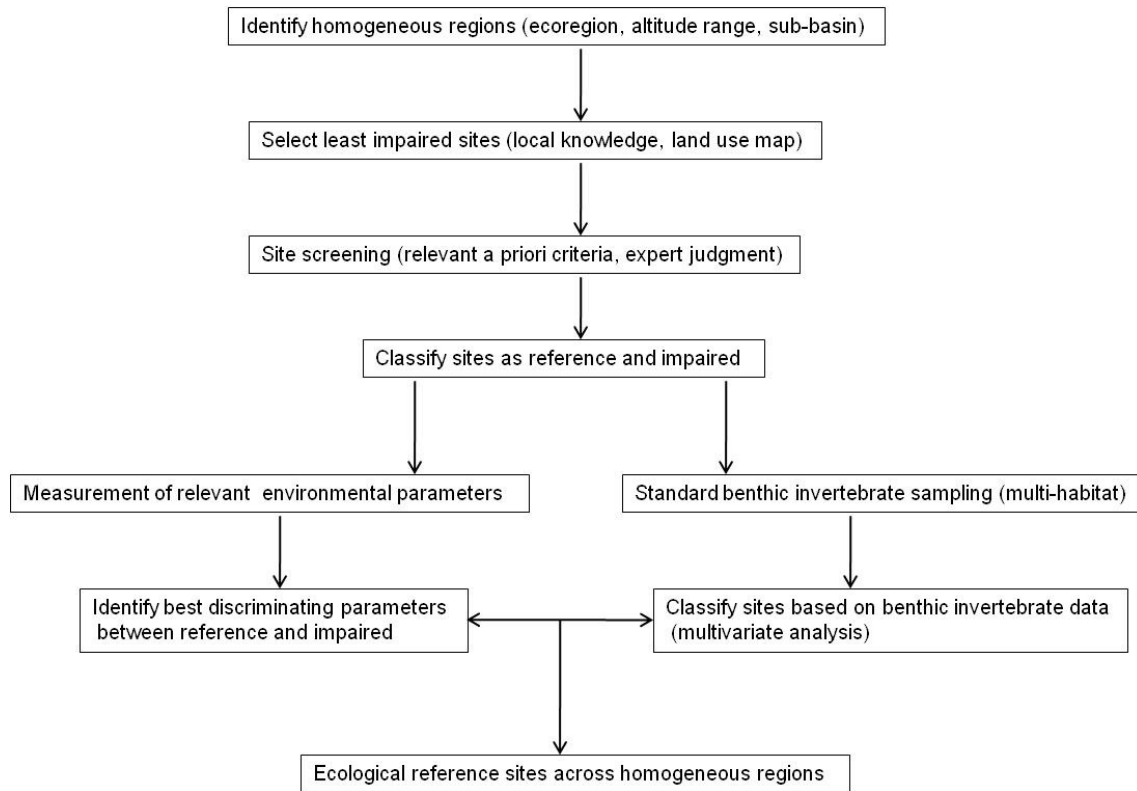 Identify homogeneous regions (ecoregion, altitude range, sub-basin)
Select least impaired sites (local knowledge, land use map)
Site screening (relevant a priori criteria, expert judgment)
Classify sites as reference and impaired
Measurement of relevant environmental parameters
Standard benthic invertebrate sampling (multi-habitat)
Identify best discriminating parameters
between reference and impaired
Classify sites based on benthic invertebrate data
(multivariate analysis)
Ecological reference sites across homogeneous regions